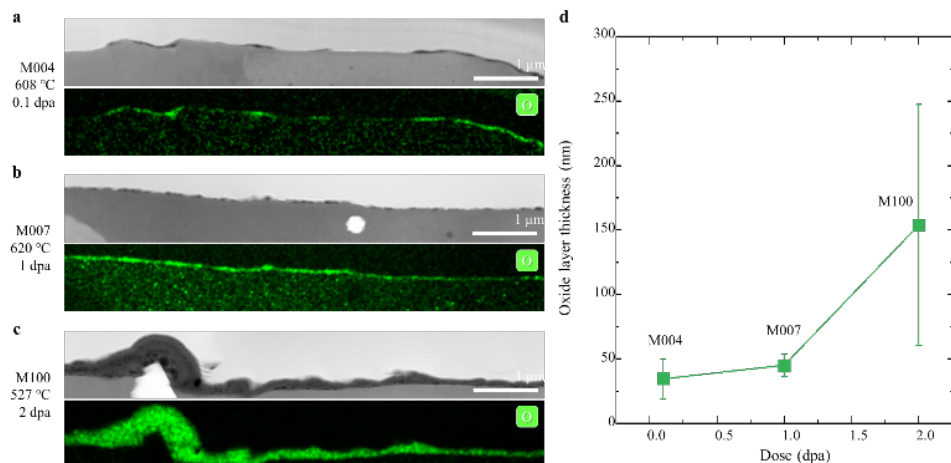 a
M004
608 °C
0.1 dpa
1 μm
O
b
M007
620 °C
1 dpa
1 μm
O
c
M100
527 °C
2 dpa
1 μm
O
d
300
250
200
150
100
50
0
Oxide layer thickness (nm)
M004
M007
M100
0.0
0.5
1.0
1.5
2.0
Dose (dpa)